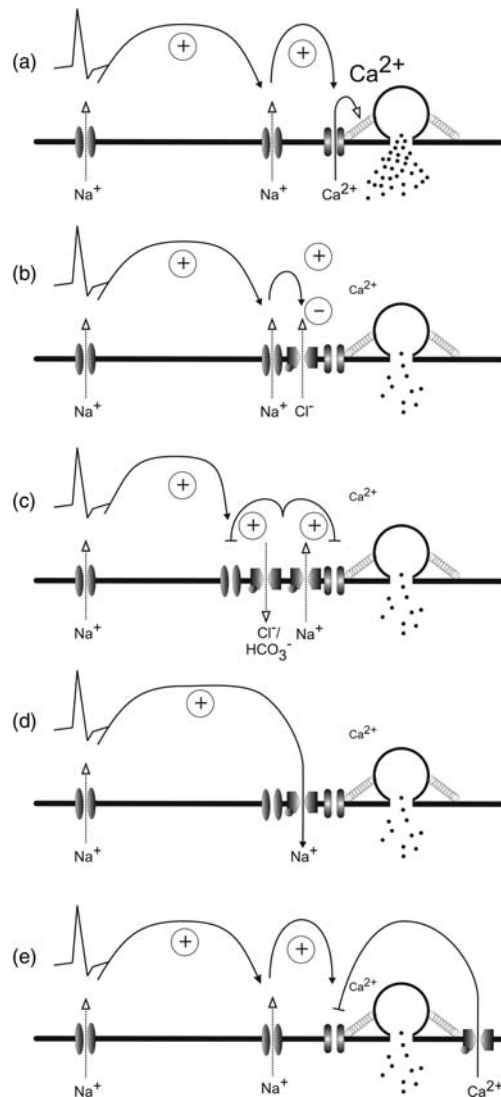 (a)
+
+
Ca²⁺
Na⁺
Na⁺
Ca²⁺
(b)
+
+
−
Ca²⁺
Na⁺
Na⁺
Cl⁻
(c)
+
+
+
Ca²⁺
Na⁺
Cl⁻/
HCO₃⁻
Na⁺
(d)
+
Ca²⁺
Na⁺
Na⁺
(e)
+
+
Ca²⁺
Na⁺
Na⁺
Ca²⁺